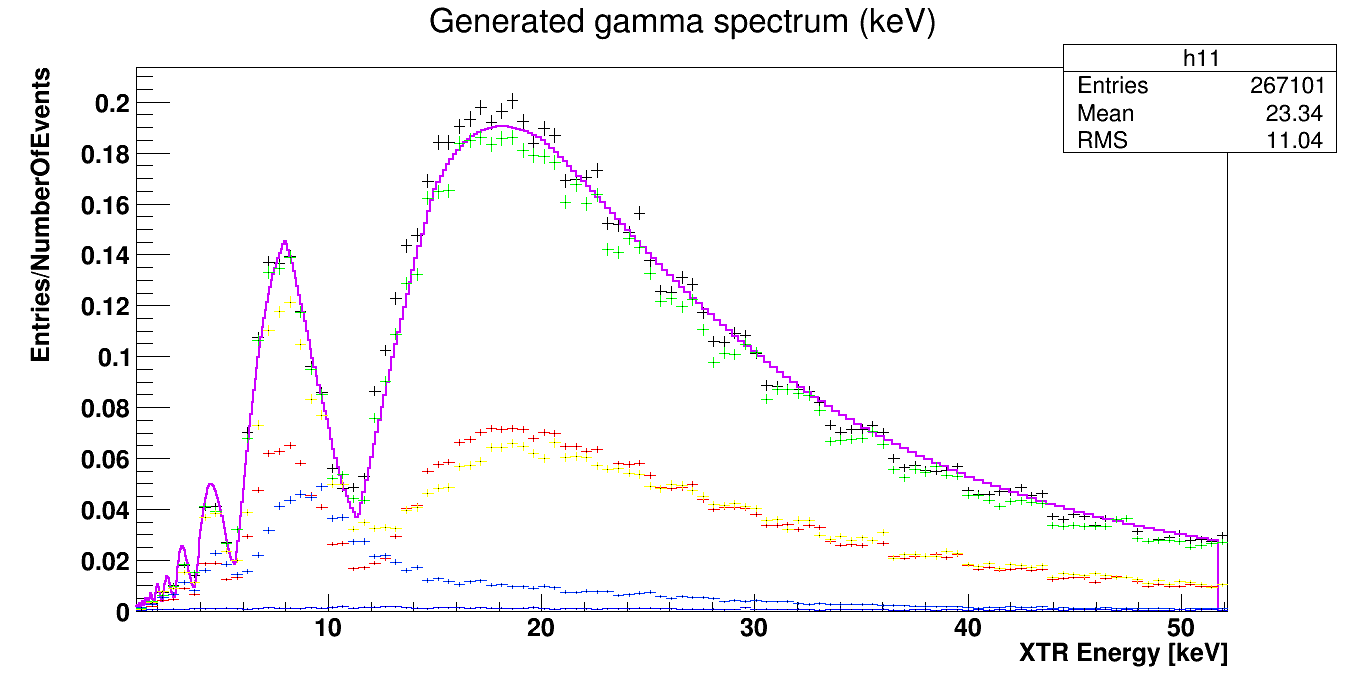 Generated gamma spectrum (keV)
h11
Entries 267101
Mean 23.34
RMS 11.04
Entries/NumberOfEvents
0.2
0.18
0.16
0.14
0.12
0.1
0.08
0.06
0.04
0.02
0
10 20 30 40 50
XTR Energy [keV]